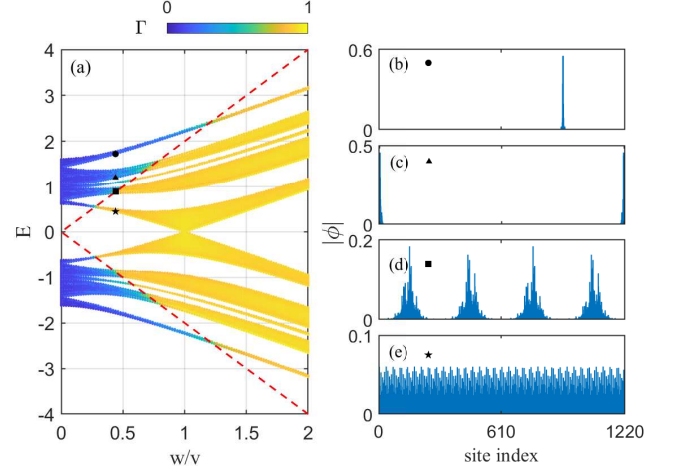 Γ 0 1
(a)
4
3
2
1
0
-1
-2
-3
-4
E
0 0.5 1 1.5 2
w/v
(b)
0.6
0
(c)
0.5
0
|ϕ|
(d)
0.2
0
(e)
0.1
0
0 610 1220
site index